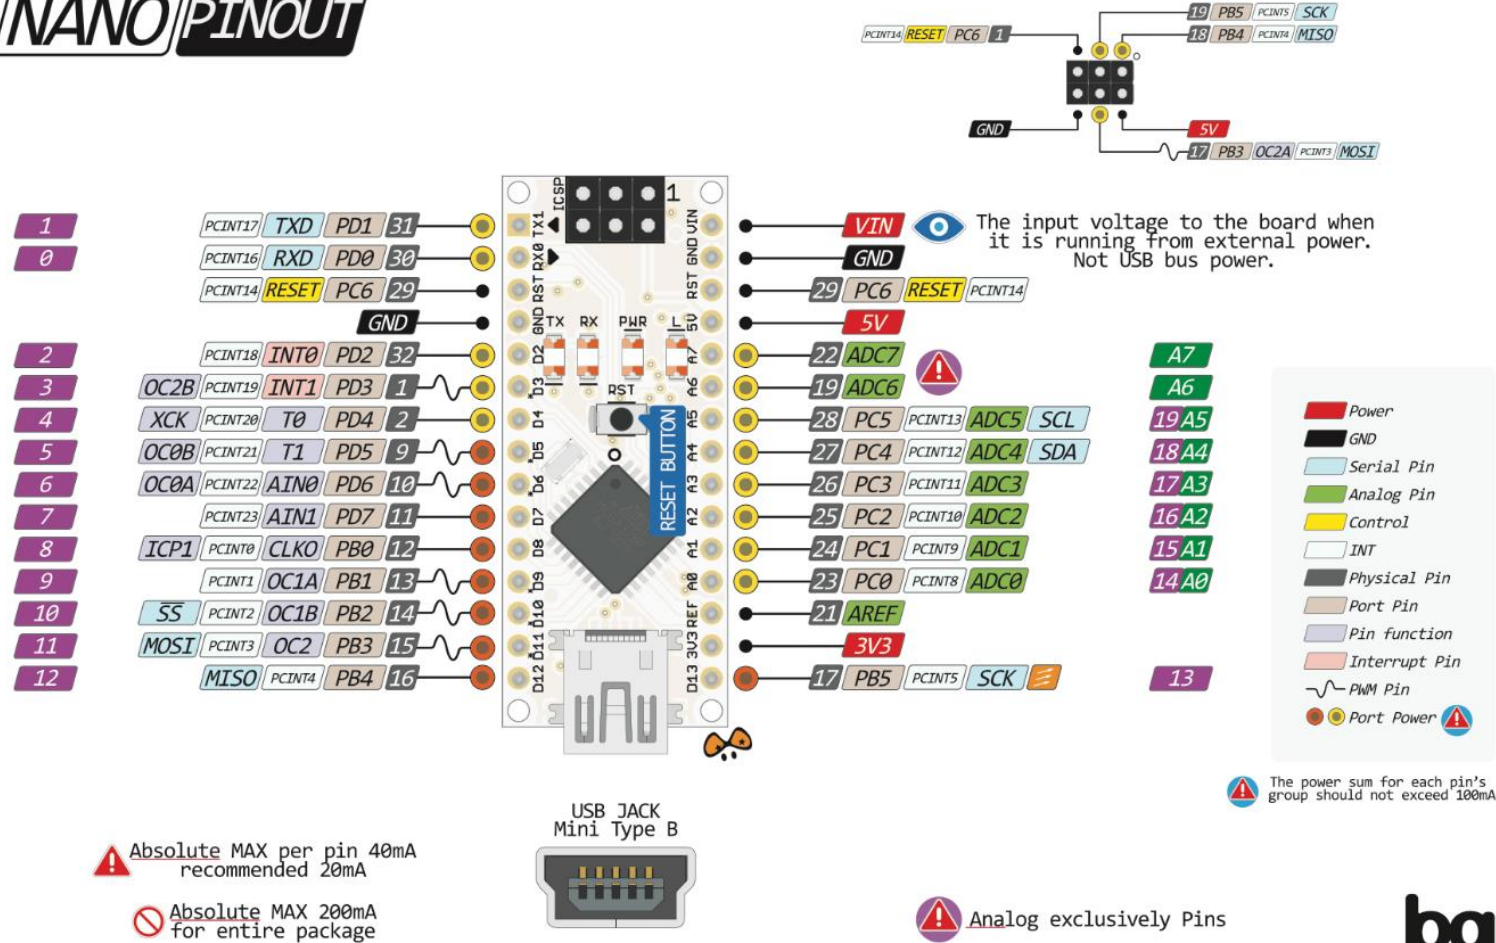 NANO PINOUT
19 PB5 PCINT5 SCK
PCINT14 RESET PC6 1
18 PB4 PCINT4 MISO
GND
5V
17 PB3 OC2A PCINT3 MOSI
ICSP
1
1 PCINT17 TXD PD1 31 TX1 VIN VIN
The input voltage to the board when
it is running from external power.
Not USB bus power.
0 PCINT16 RXD PD0 30 RX0 GND GND
PCINT14 RESET PC6 29 RST RST 29 PC6 RESET PCINT14
GND GND 5V 5V
TX RX PWR L
2 PCINT18 INT0 PD2 32 D2 A7 22 ADC7 A7
3 OC2B PCINT19 INT1 PD3 1 *D3 A6 19 ADC6 A6
RST
4 XCK PCINT20 T0 PD4 2 D4 A5 28 PC5 PCINT13 ADC5 SCL 19 A5
5 OC0B PCINT21 T1 PD5 9 *D5 A4 27 PC4 PCINT12 ADC4 SDA 18 A4
6 OC0A PCINT22 AIN0 PD6 10 *D6 A3 26 PC3 PCINT11 ADC3 17 A3
RESET BUTTON
7 PCINT23 AIN1 PD7 11 D7 A2 25 PC2 PCINT10 ADC2 16 A2
8 ICP1 PCINT0 CLKO PB0 12 D8 A1 24 PC1 PCINT9 ADC1 15 A1
9 PCINT1 OC1A PB1 13 *D9 A0 23 PC0 PCINT8 ADC0 14 A0
10 SS PCINT2 OC1B PB2 14 *D10 REF 21 AREF
11 MOSI PCINT3 OC2 PB3 15 *D11 3V3 3V3
12 MISO PCINT4 PB4 16 D12 D13 17 PB5 PCINT5 SCK 13
Power
GND
Serial Pin
Analog Pin
Control
INT
Physical Pin
Port Pin
Pin function
Interrupt Pin
PWM Pin
Port Power
The power sum for each pin's
group should not exceed 100mA
USB JACK
Mini Type B
Absolute MAX per pin 40mA
recommended 20mA
Absolute MAX 200mA
for entire package
Analog exclusively Pins